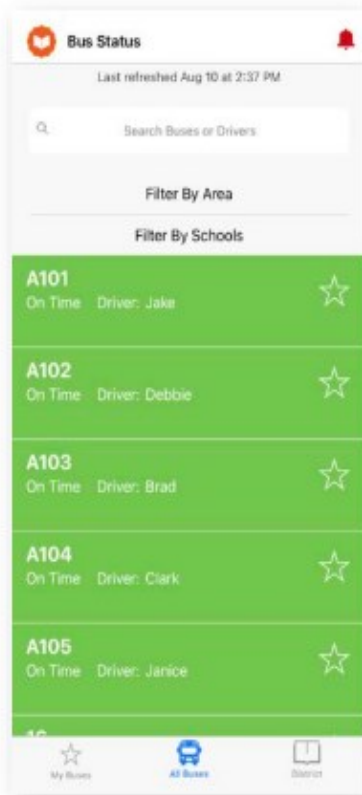 Bus Status
Last refreshed Aug 10 at 2:37 PM
Search Buses or Drivers
Filter By Area
Filter By Schools
A101
On Time Driver: Jake
A102
On Time Driver: Debbie
A103
On Time Driver: Brad
A104
On Time Driver: Clark
A105
On Time Driver: Janice
My Buses
All Buses
District